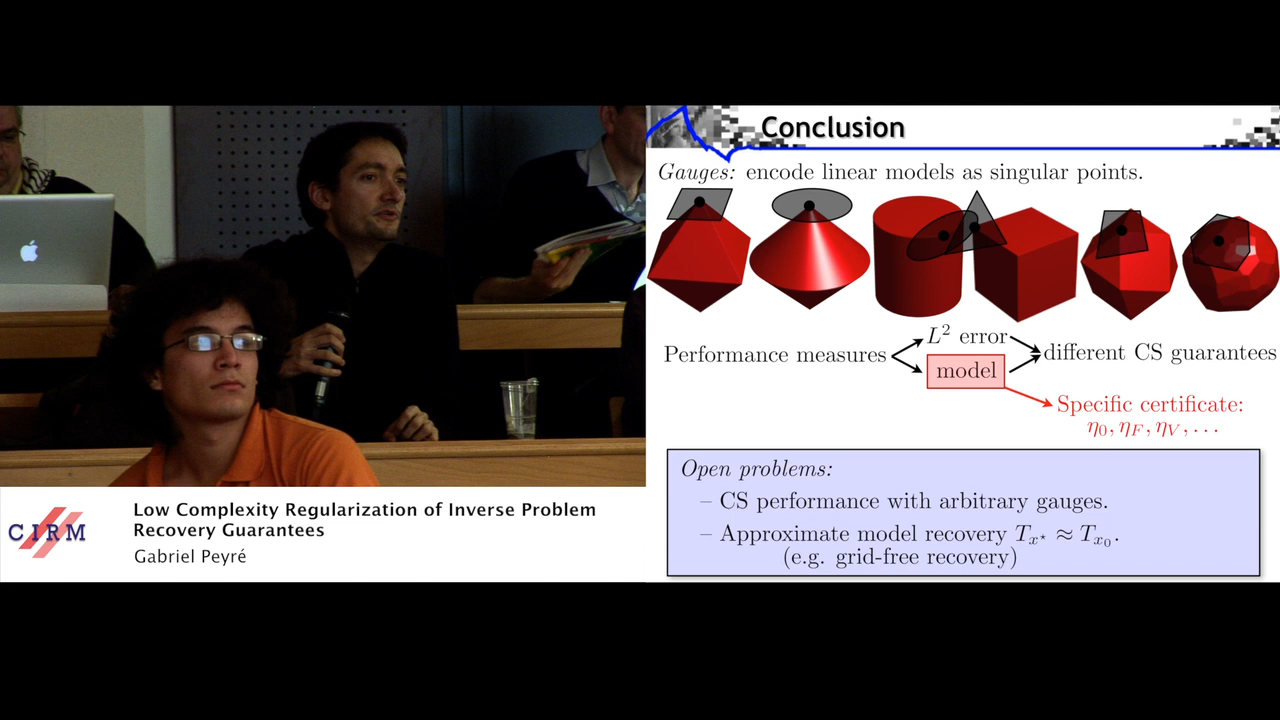 Conclusion
Gauges: encode linear models as singular points.
Performance measures
L² error
model
different CS guarantees
Specific certificate:
η₀, η_F, η_V, . . .
Open problems:
– CS performance with arbitrary gauges.
– Approximate model recovery T_{x⋆} ≈ T_{x₀}.
(e.g. grid-free recovery)
CIRM
Low Complexity Regularization of Inverse Problem
Recovery Guarantees
Gabriel Peyré